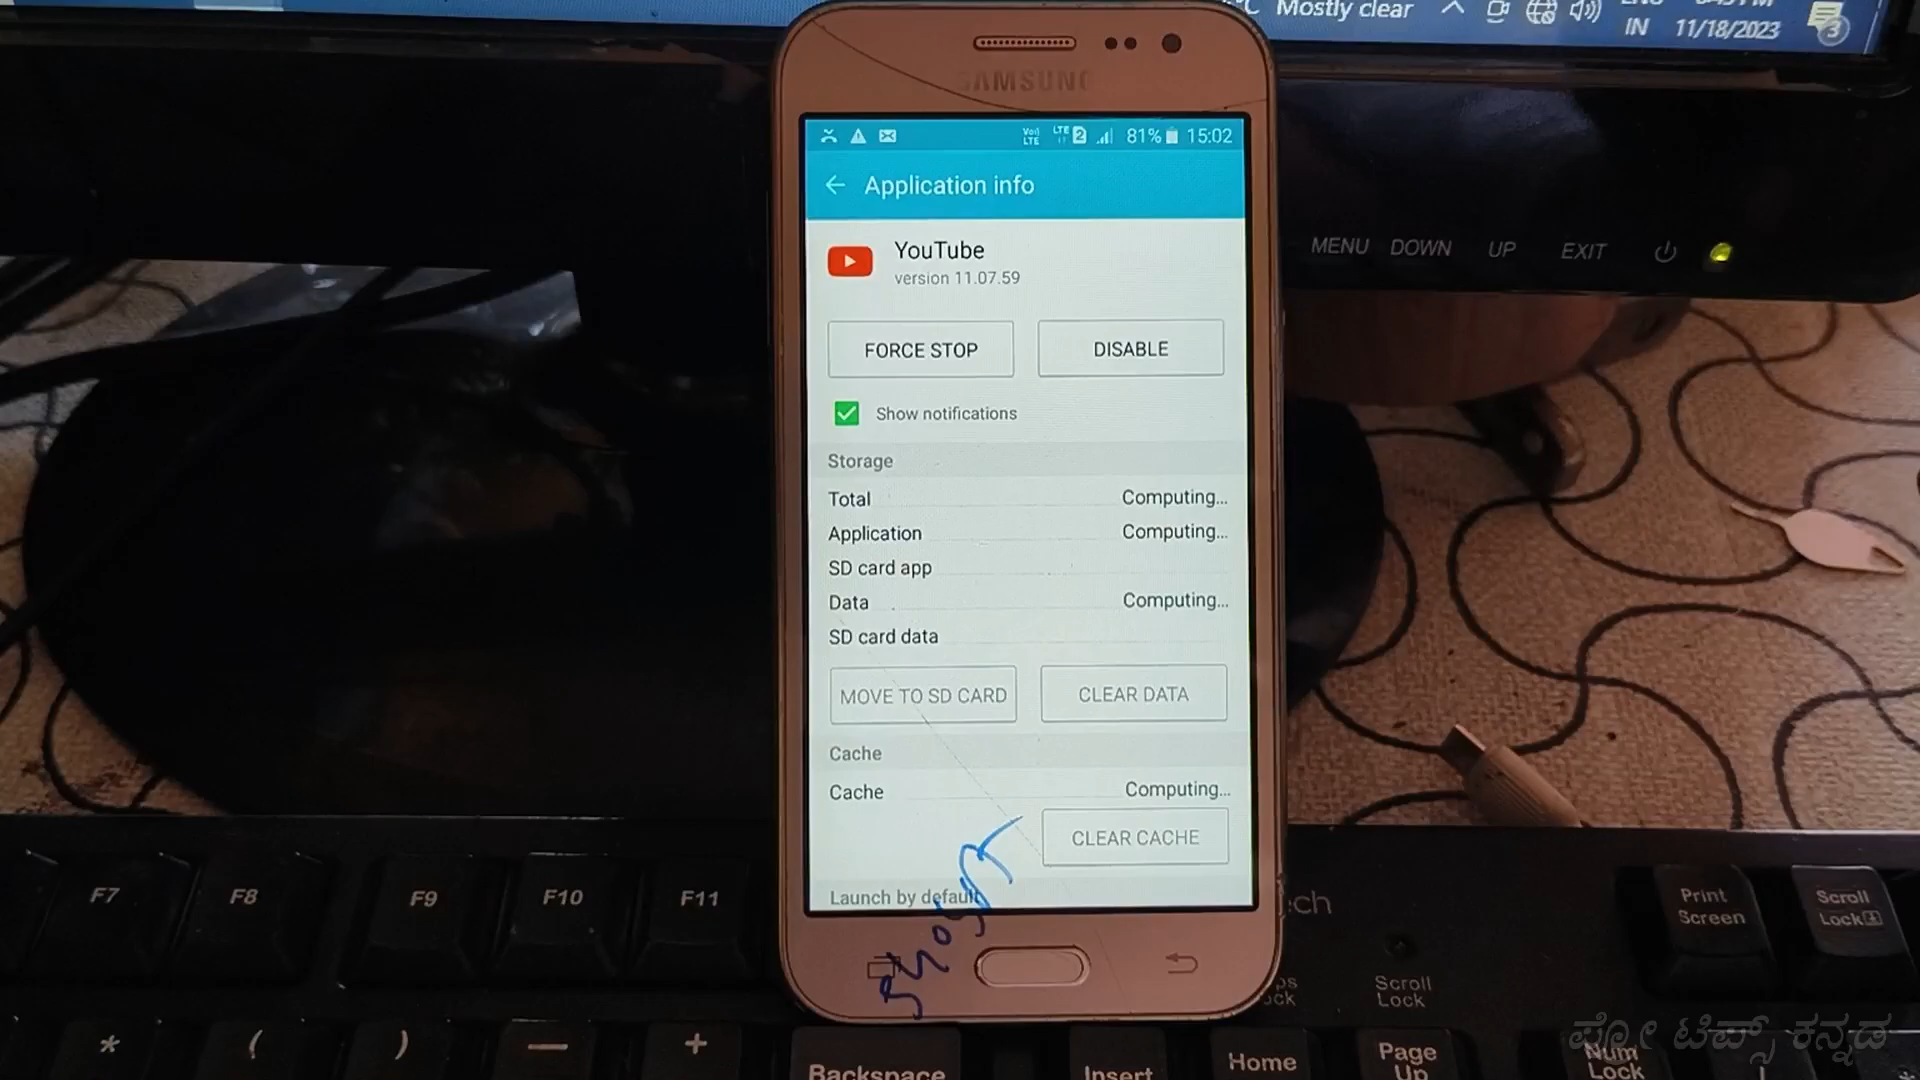 Mostly clear
IN 11/18/2023
3
SAMSUNG
LTE 2 81% 15:02
Application info
YouTube
version 11.07.59
FORCE STOP DISABLE
Show notifications
Storage
Total Computing...
Application Computing...
SD card app
Data Computing...
SD card data
MOVE TO SD CARD CLEAR DATA
Cache
Cache Computing...
CLEAR CACHE
Launch by default
MENU DOWN UP EXIT
F7 F8 F9 F10 F11
Print Screen
Scroll Lock
Scroll Lock
* ( ) — +
Backspace Insert Home Page Up Num Lock
ಪ್ರೋ ಟಿಪ್ಸ್ ಕನ್ನಡ